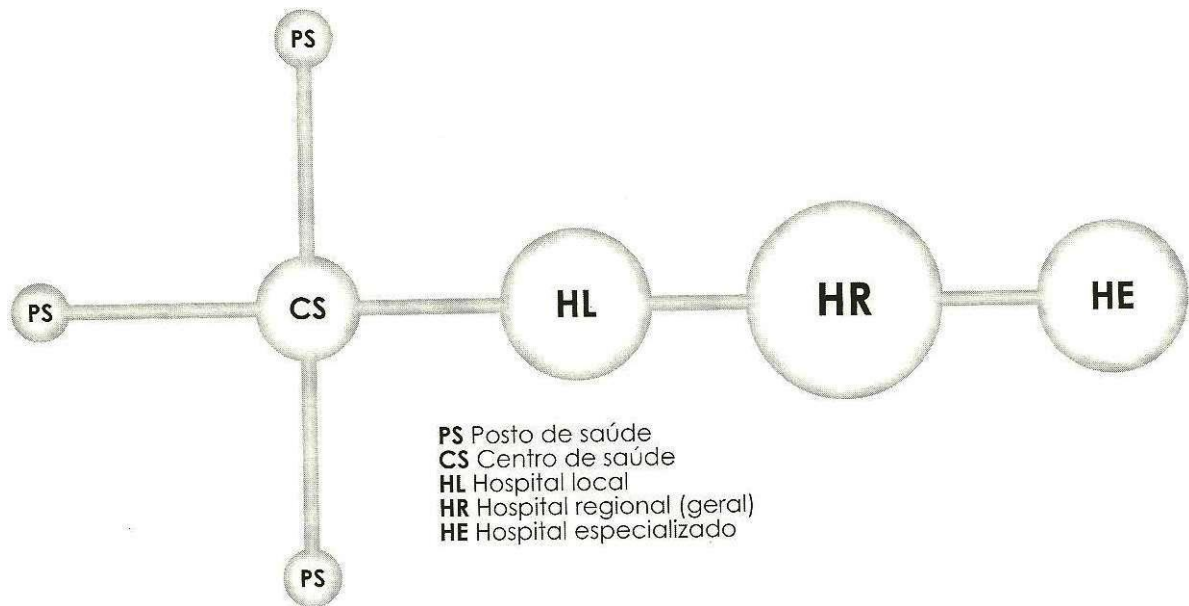 PS
PS
CS
HL
HR
HE
PS Posto de saúde
CS Centro de saúde
HL Hospital local
HR Hospital regional (geral)
HE Hospital especializado
PS